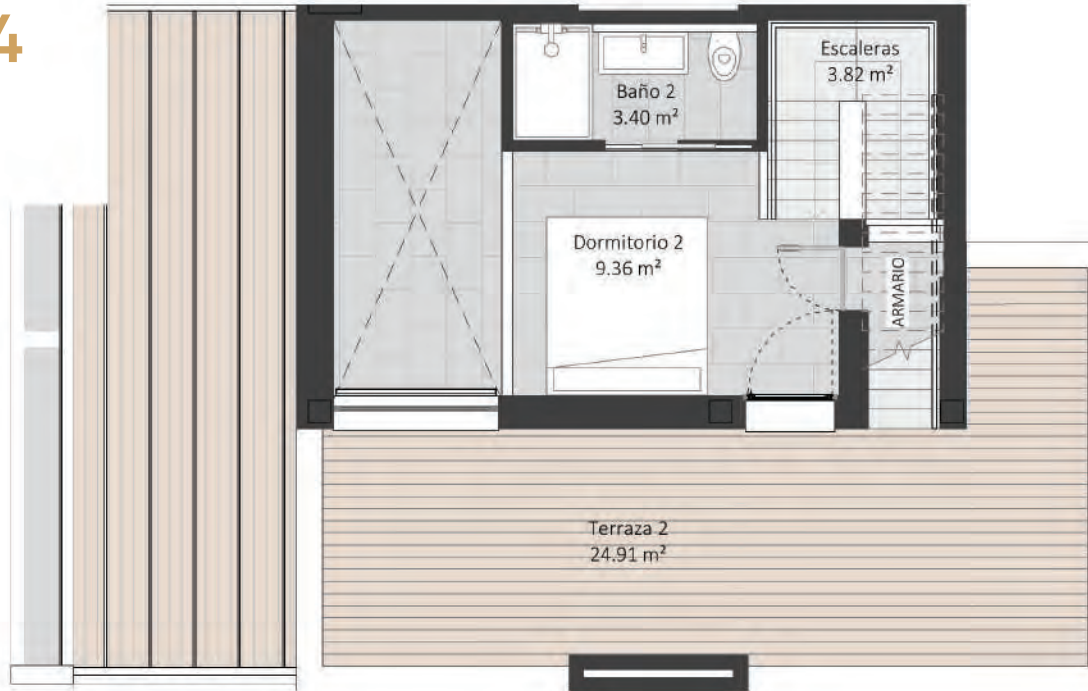 4
Escaleras
3.82 m²
Baño 2
3.40 m²
Dormitorio 2
9.36 m²
ARMARIO
Terraza 2
24.91 m²